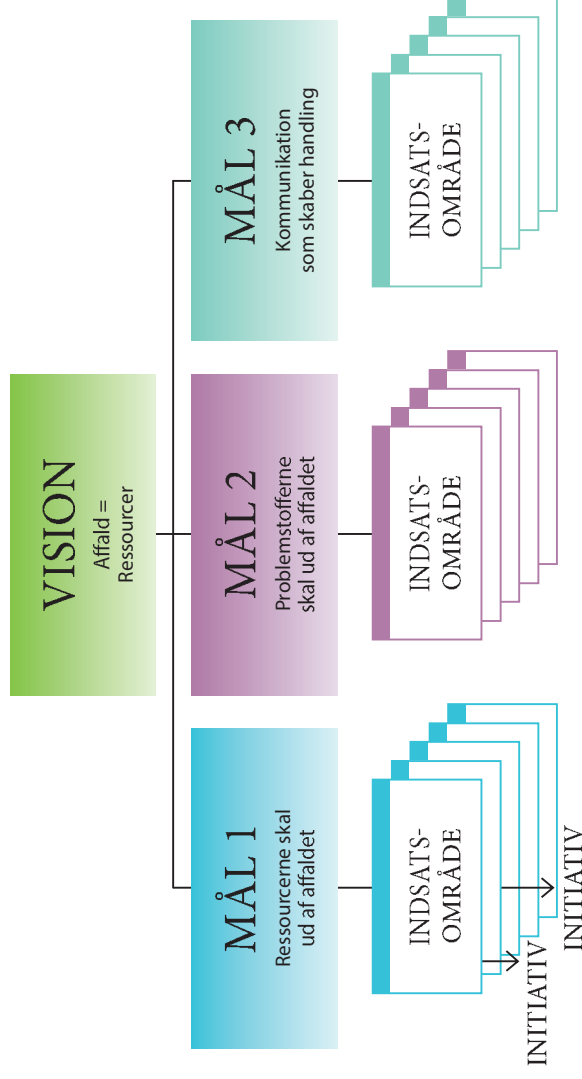 VISION
Affald =
Ressourcer
MÅL 1
Ressourcerne skal
ud af affaldet
MÅL 2
Problemstofferne
skal ud af affaldet
MÅL 3
Kommunikation
som skaber handling
INDSATS-
OMRÅDE
INITIATIV
INITIATIV
INDSATS-
OMRÅDE
INDSATS-
OMRÅDE